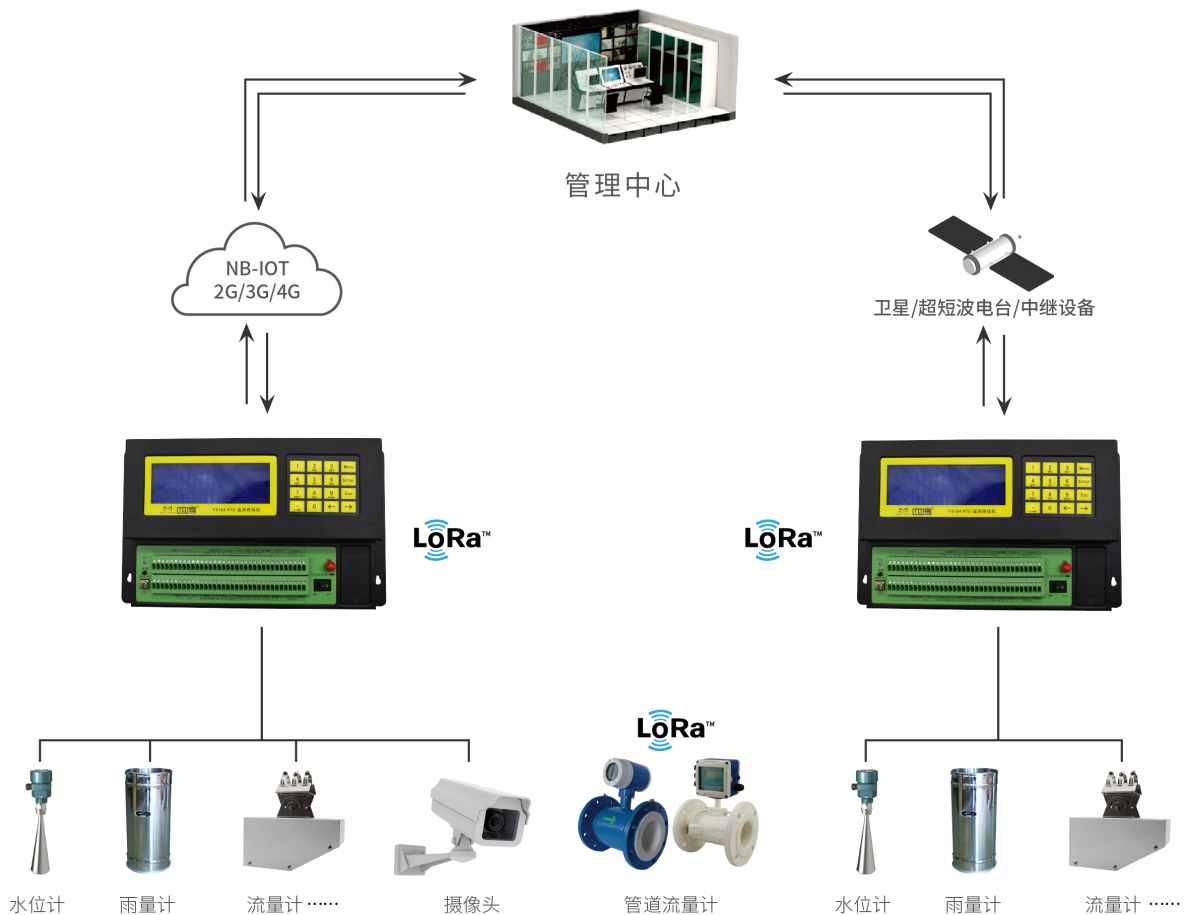 管理中心
NB-IOT
2G/3G/4G
卫星/超短波电台/中继设备
LoRa™
LoRa™
LoRa™
水位计
雨量计
流量计 ······
摄像头
管道流量计
水位计
雨量计
流量计 ······